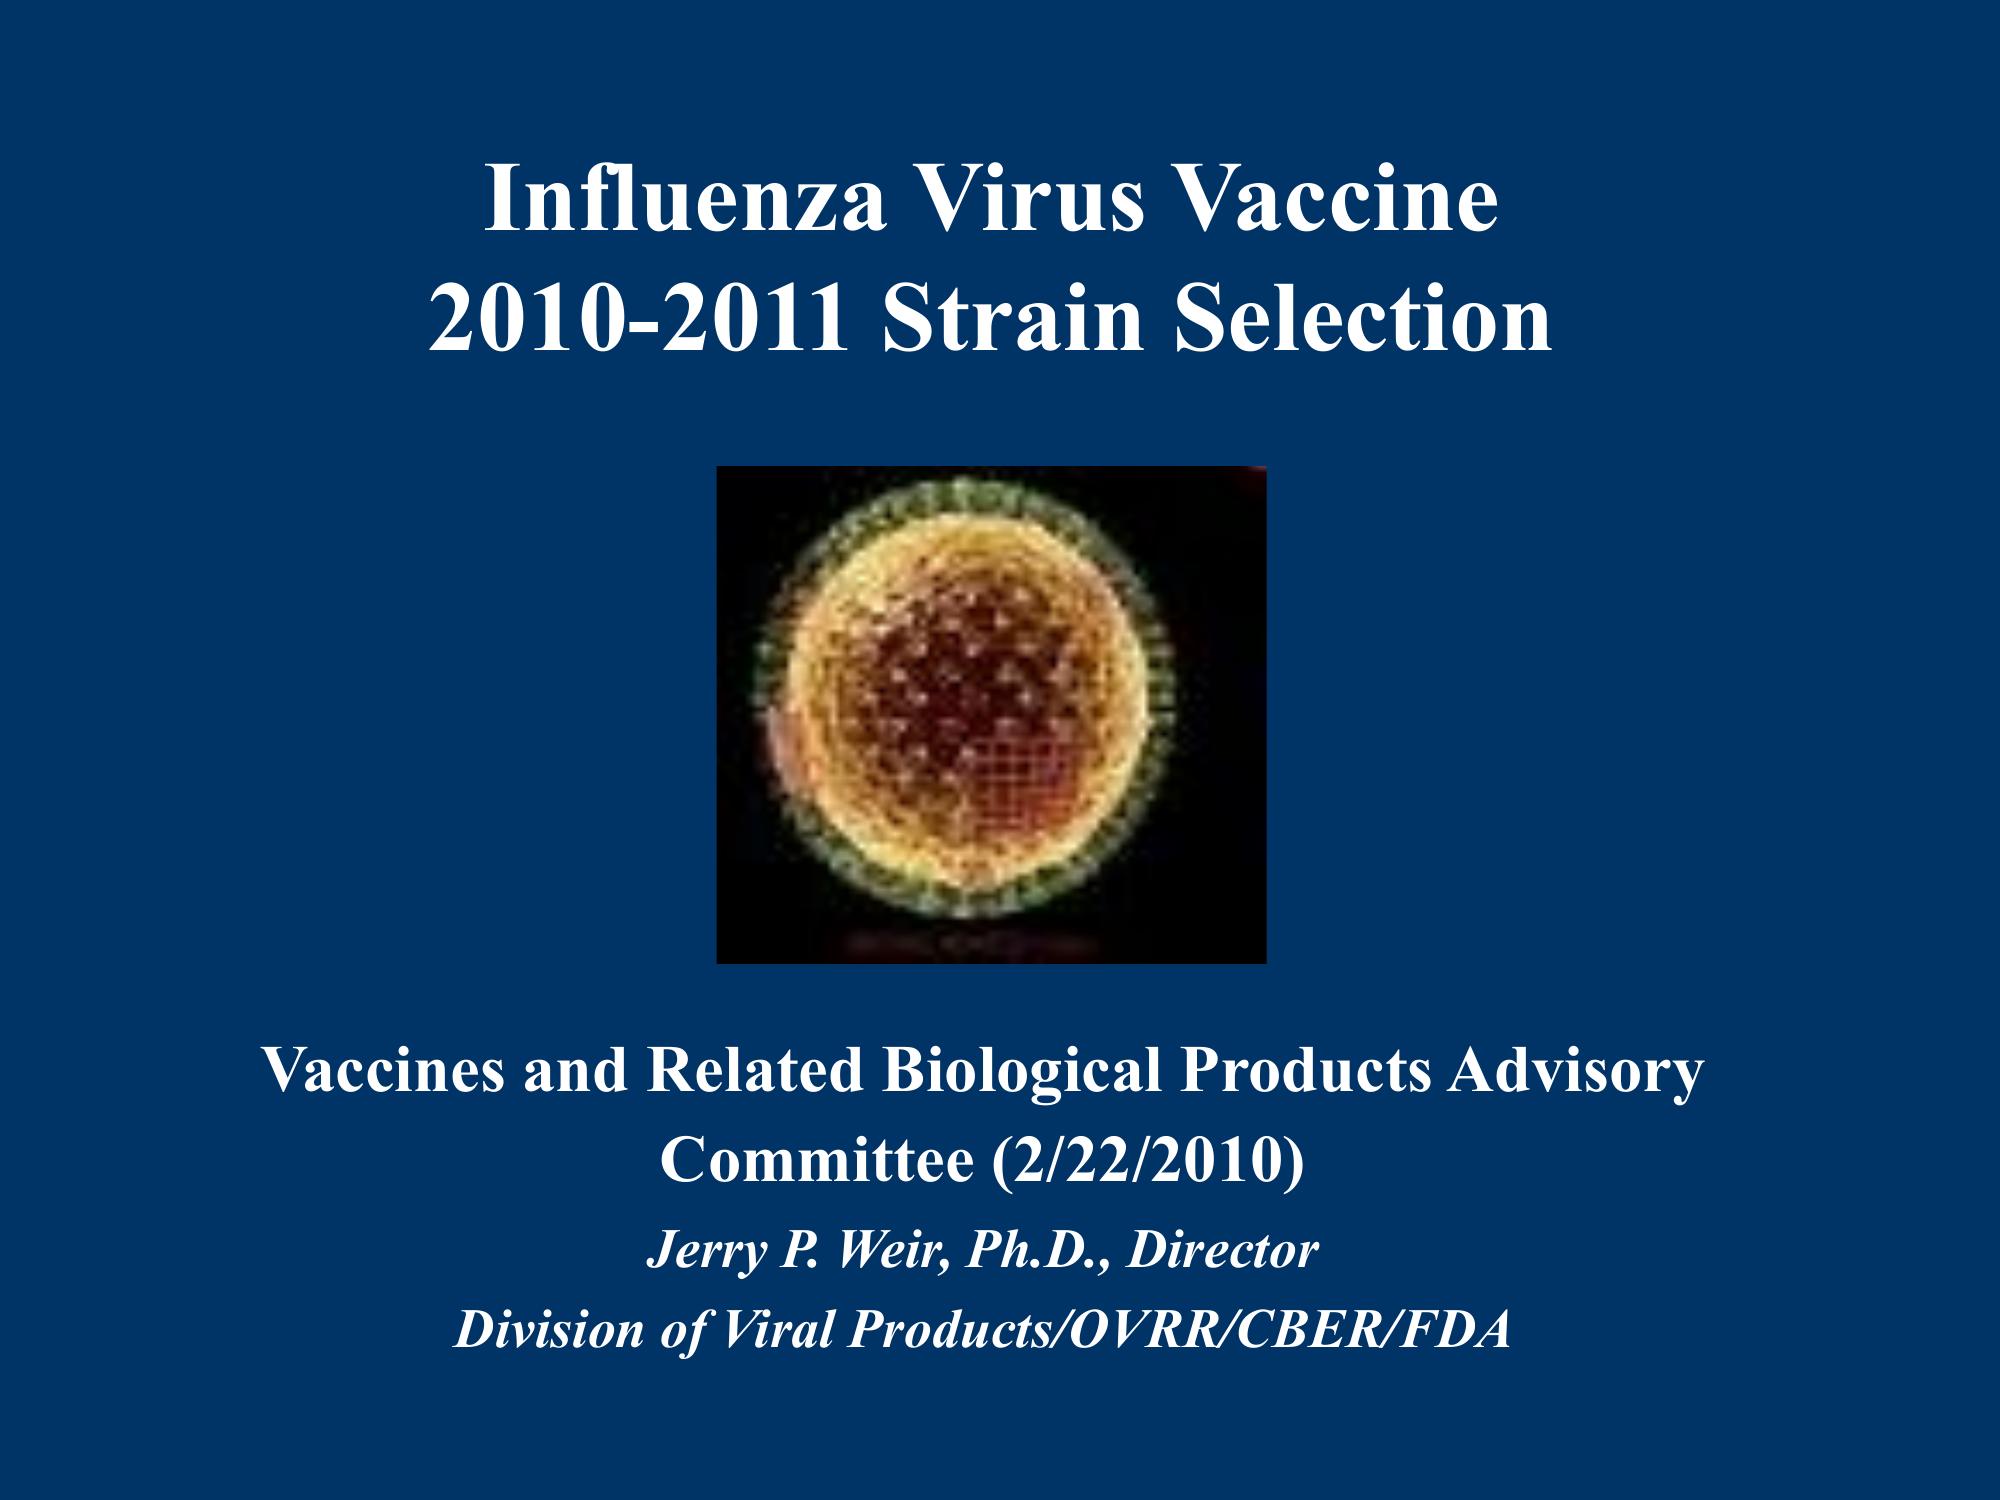 Influenza Virus Vaccine
2010-2011 Strain Selection
Vaccines and Related Biological Products Advisory
Committee (2/22/2010)
Jerry P. Weir, Ph.D., Director
Division of Viral Products/OVRR/CBER/FDA